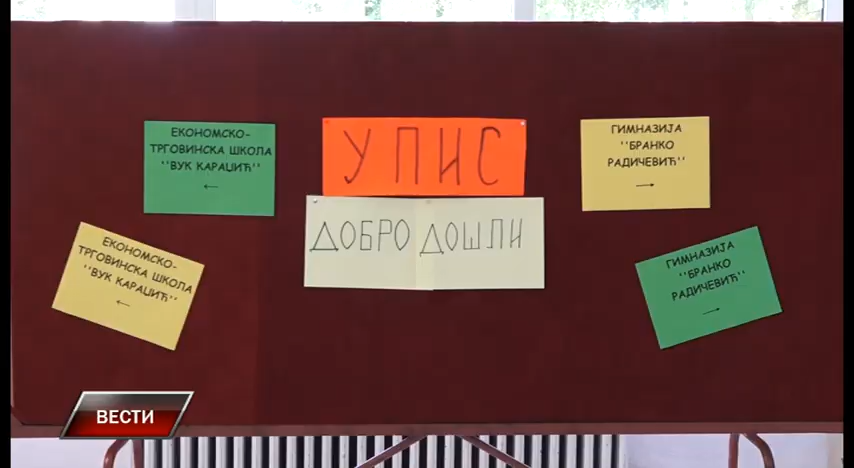 ЕКОНОМСКО-
ТРГОВИНСКА ШКОЛА
''ВУК КАРАЏИЋ''
←
УПИС
ДОБРО ДОШЛИ
ГИМНАЗИЈА
''БРАНКО
РАДИЧЕВИЋ''
→
ЕКОНОМСКО-
ТРГОВИНСКА ШКОЛА
''ВУК КАРАЏИЋ''
←
ГИМНАЗИЈА
''БРАНКО
РАДИЧЕВИЋ''
→
ВЕСТИ